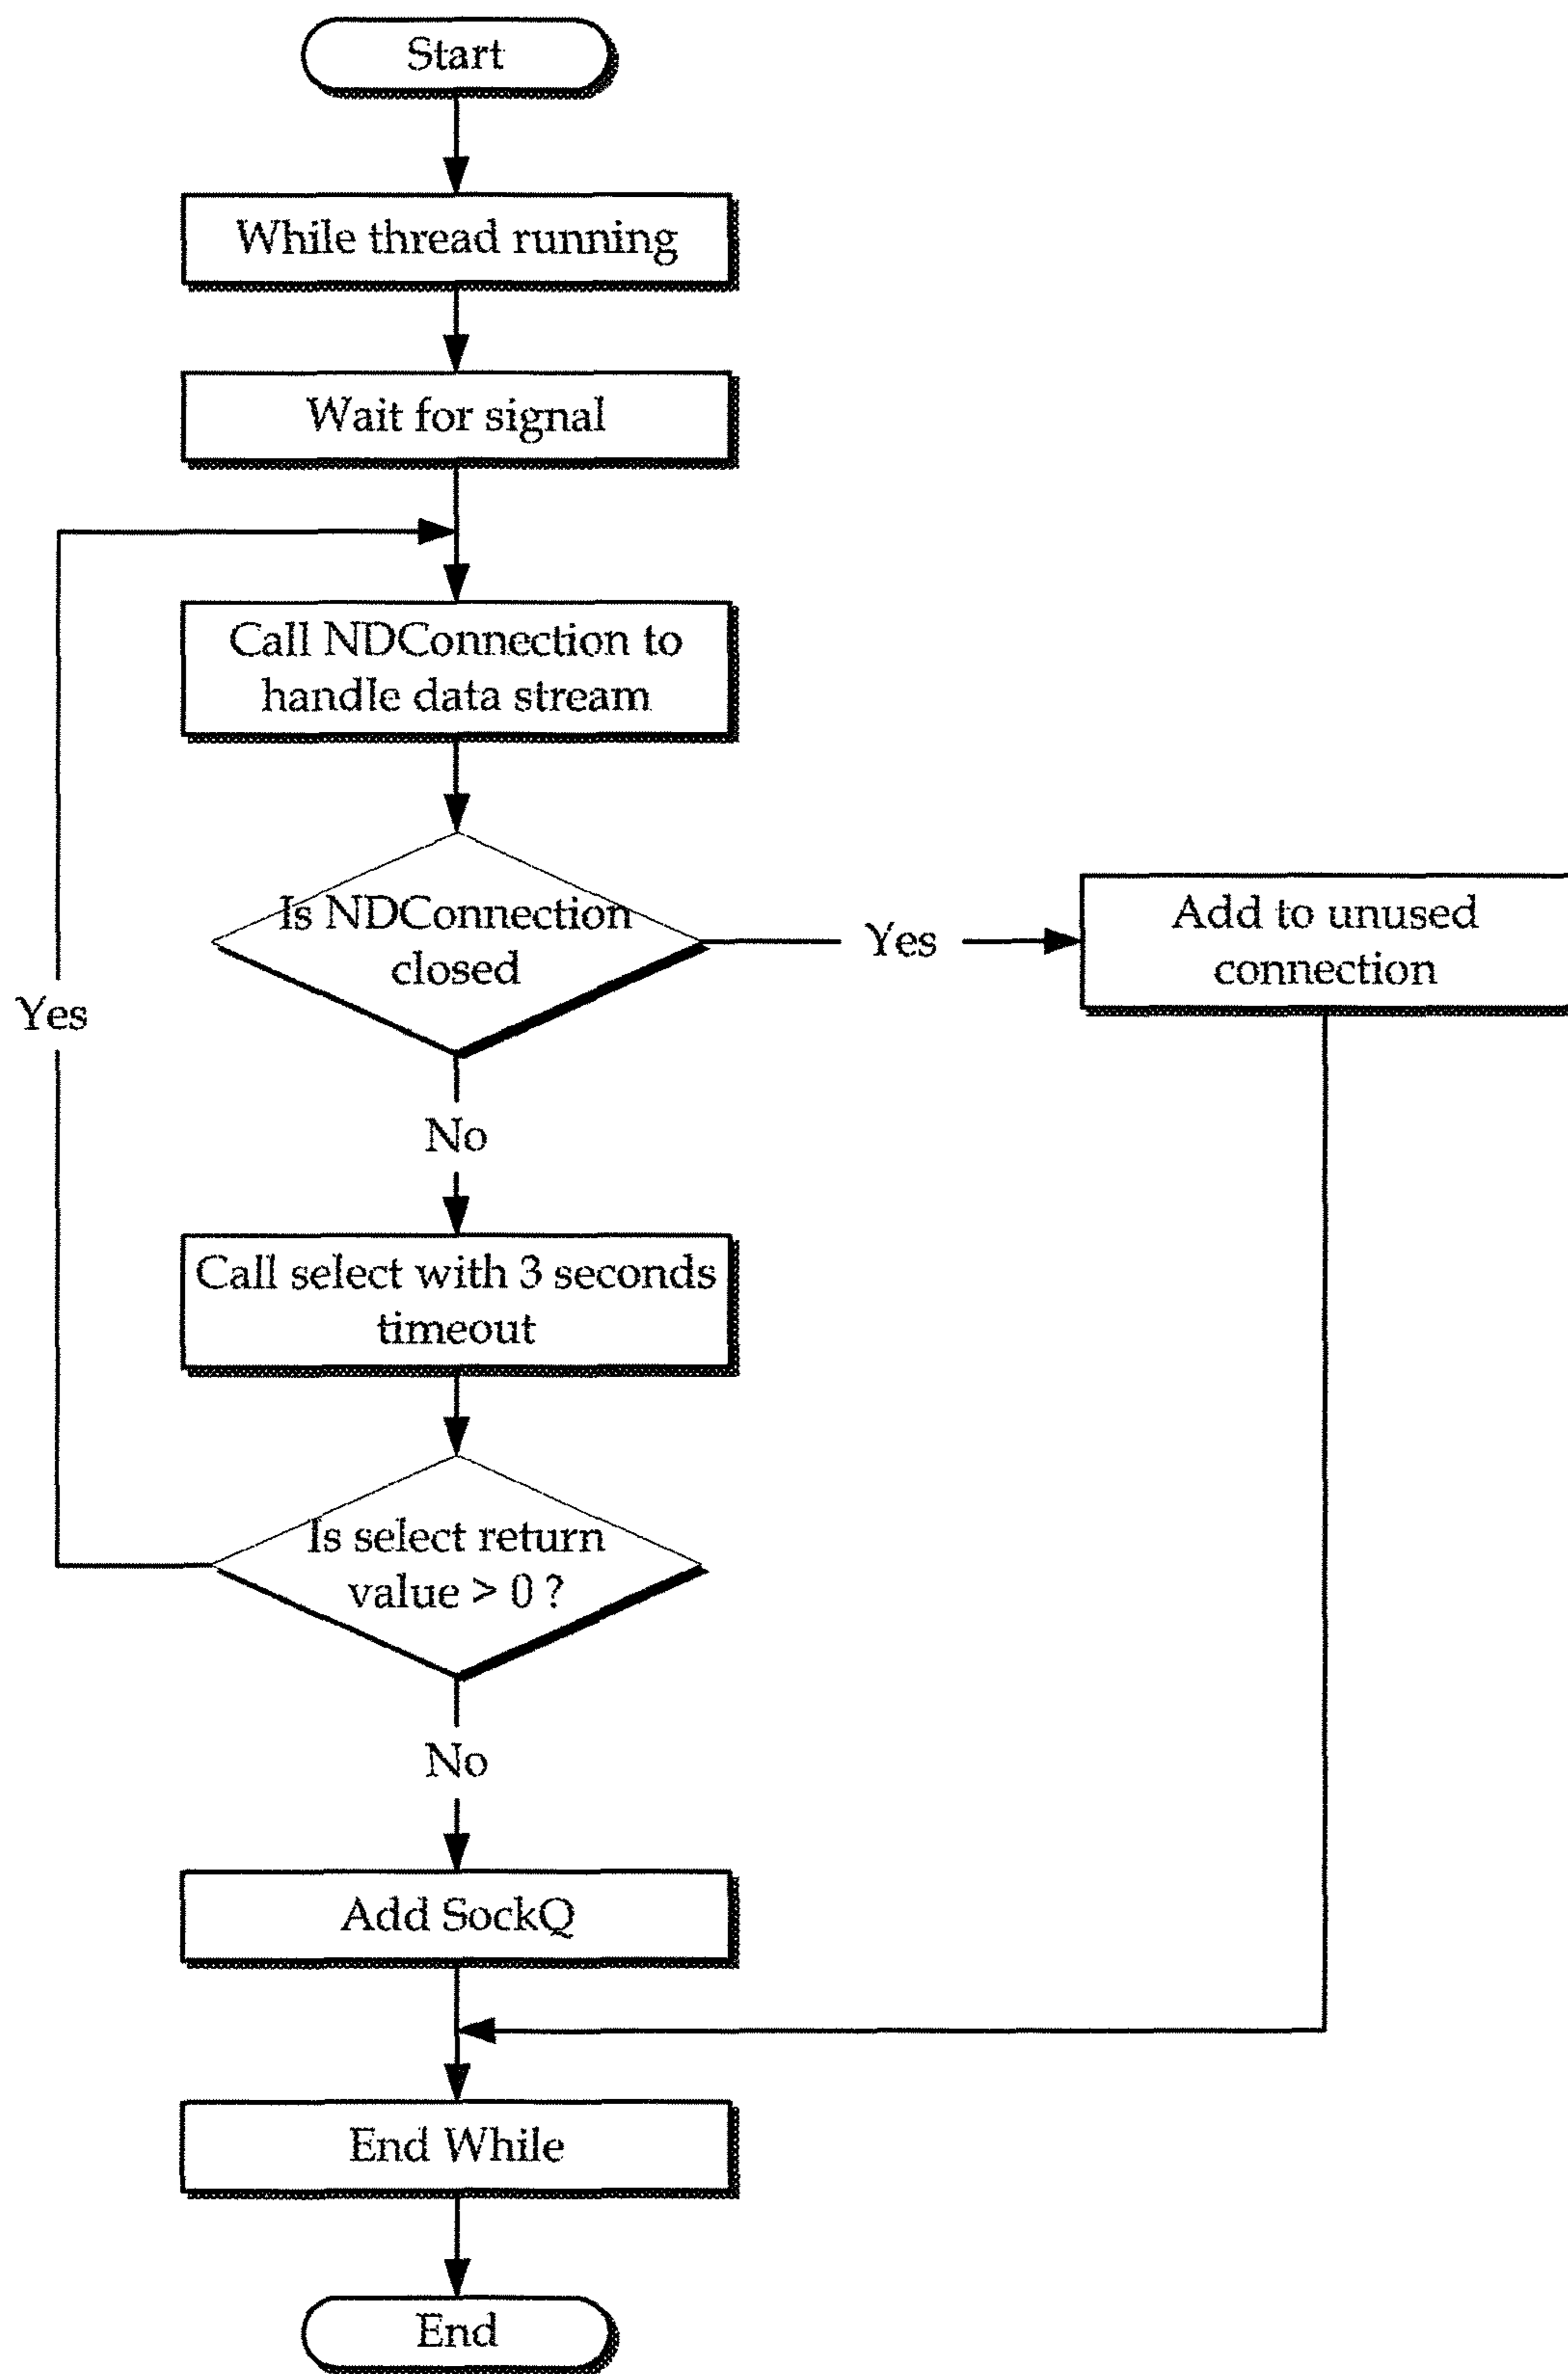 Start
While thread running
Wait for signal
Call NDConnection to
handle data stream
Is NDConnection
closed
Yes
Add to unused
connection
Yes
No
Call select with 3 seconds
timeout
Is select return
value > 0 ?
No
Add SockQ
End While
End